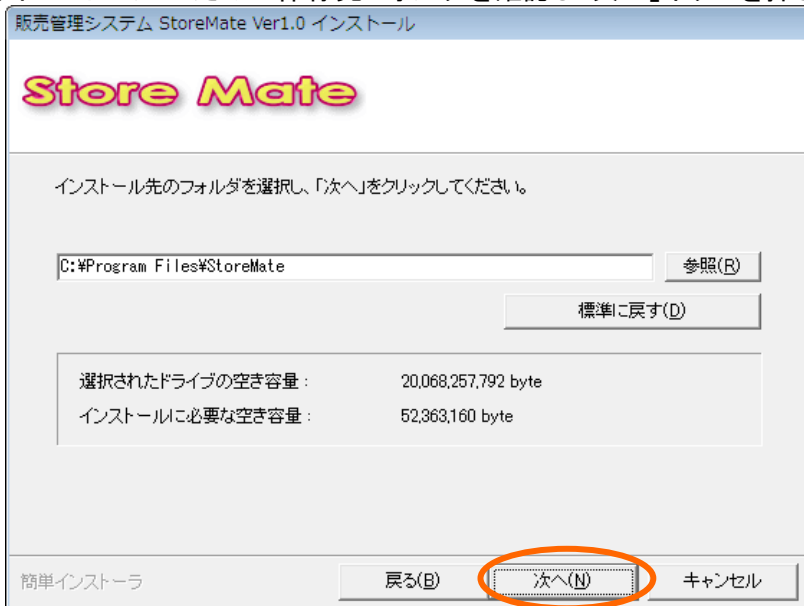 販売管理システム StoreMate Ver1.0 インストール
Store Mate
インストール先のフォルダを選択し、「次へ」をクリックしてください。
C:¥Program Files¥StoreMate
参照(R)
標準に戻す(D)
選択されたドライブの空き容量: 20,068,257,792 byte
インストールに必要な空き容量: 52,363,160 byte
簡単インストーラ
戻る(B) 次へ(N) キャンセル